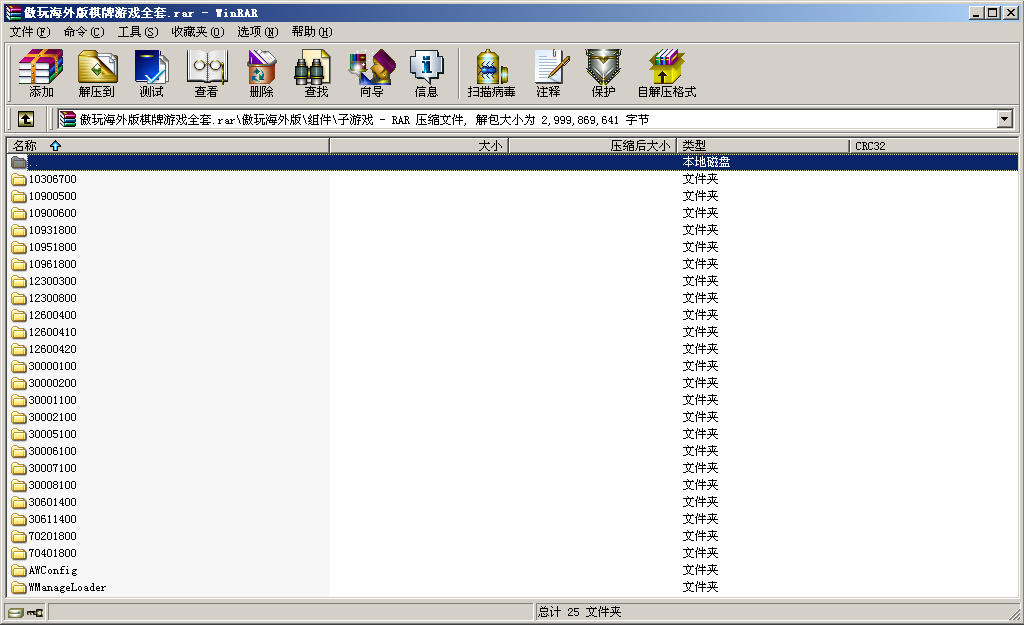 傲玩海外版棋牌游戏全套.rar - WinRAR
文件(F) 命令(C) 工具(S) 收藏夹(O) 选项(N) 帮助(H)
添加 解压到 测试 查看 删除 查找 向导 信息 扫描病毒 注释 保护 自解压格式
傲玩海外版棋牌游戏全套.rar\傲玩海外版\组件\子游戏 - RAR 压缩文件, 解包大小为 2,999,869,641 字节
名称 大小 压缩后大小 类型 CRC32
.. 本地磁盘
10306700 文件夹
10900500 文件夹
10900600 文件夹
10931800 文件夹
10951800 文件夹
10961800 文件夹
12300300 文件夹
12300800 文件夹
12600400 文件夹
12600410 文件夹
12600420 文件夹
30000100 文件夹
30000200 文件夹
30001100 文件夹
30002100 文件夹
30005100 文件夹
30006100 文件夹
30007100 文件夹
30008100 文件夹
30601400 文件夹
30611400 文件夹
70201800 文件夹
70401800 文件夹
AWConfig 文件夹
WManageLoader 文件夹
总计 25 文件夹